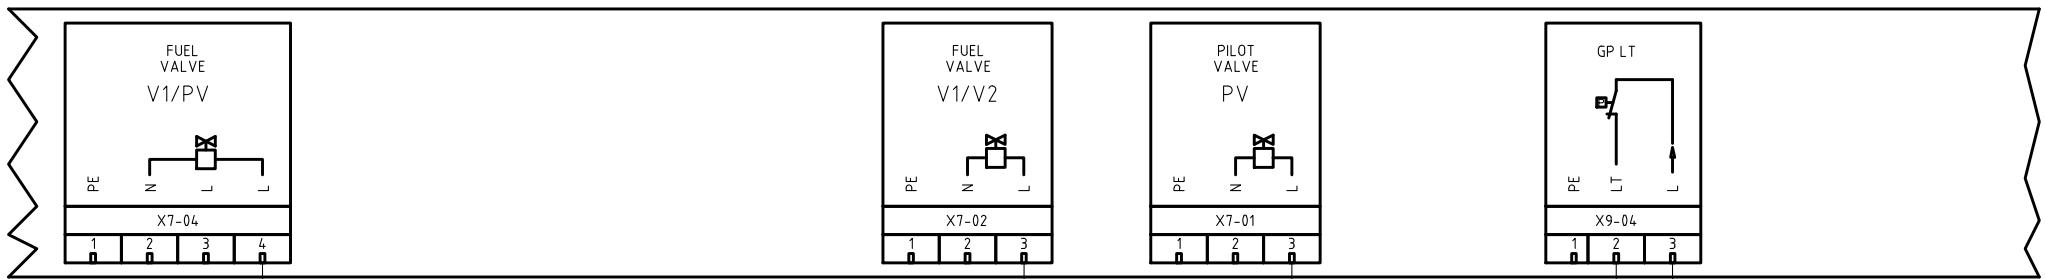 FUEL
VALVE
V1/PV
PE N L L
X7-04
1 2 3 4
FUEL
VALVE
V1/V2
PE N L
X7-02
1 2 3
PILOT
VALVE
PV
PE N L
X7-01
1 2 3
GP LT
P
PE LT L
X9-04
1 2 3